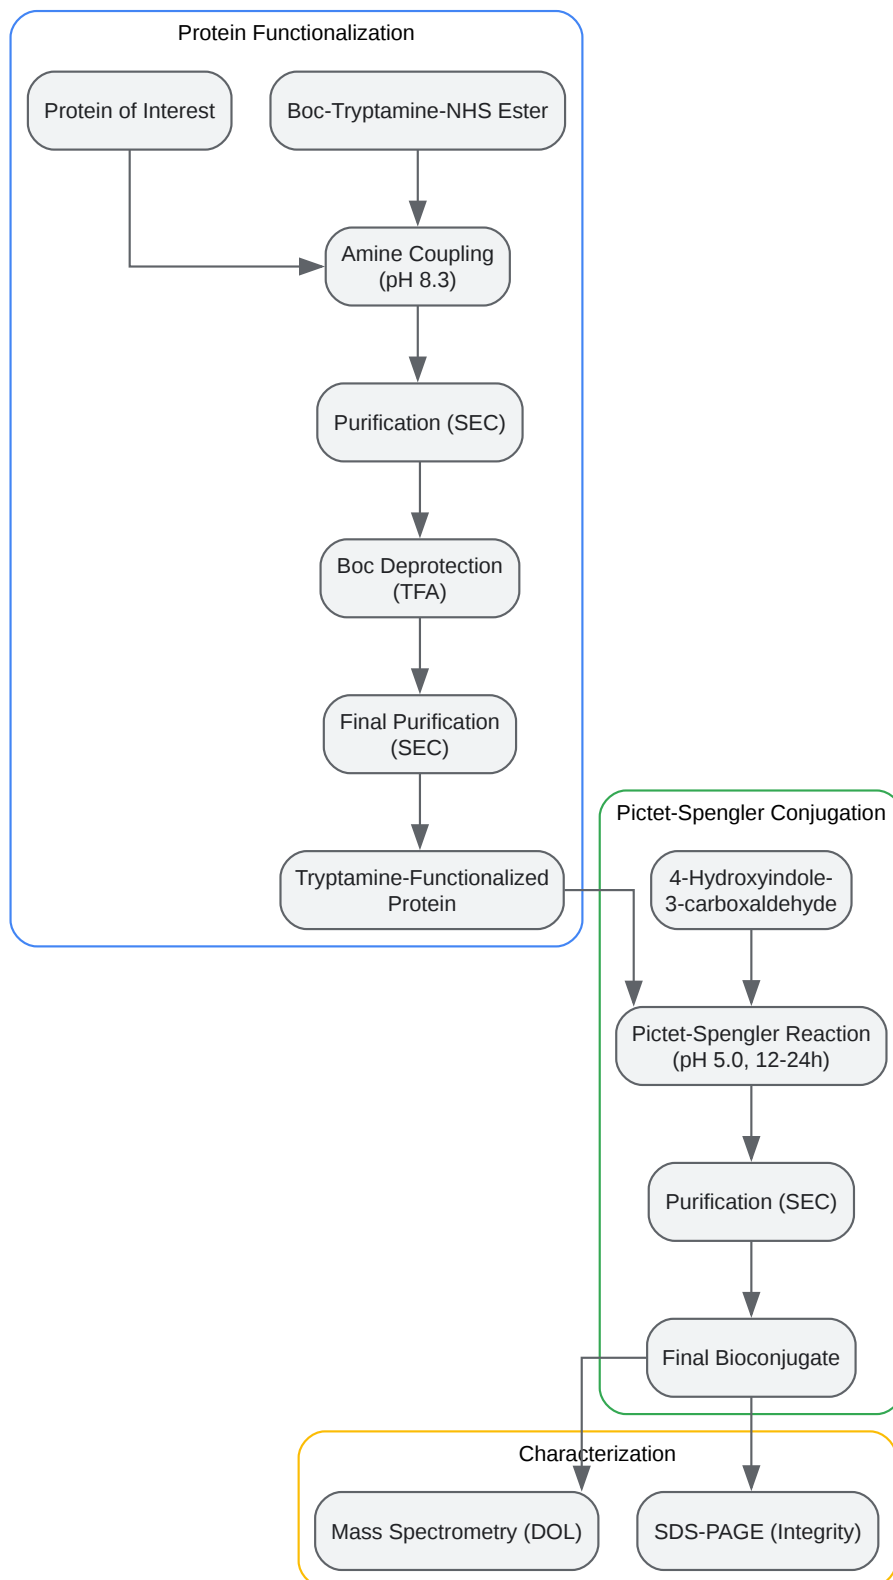 Protein Functionalization
Protein of Interest
Boc-Tryptamine-NHS Ester
Amine Coupling
(pH 8.3)
Purification (SEC)
Boc Deprotection
(TFA)
Final Purification
(SEC)
Tryptamine-Functionalized
Protein
Pictet-Spengler Conjugation
4-Hydroxyindole-
3-carboxaldehyde
Pictet-Spengler Reaction
(pH 5.0, 12-24h)
Purification (SEC)
Final Bioconjugate
Characterization
Mass Spectrometry (DOL)
SDS-PAGE (Integrity)